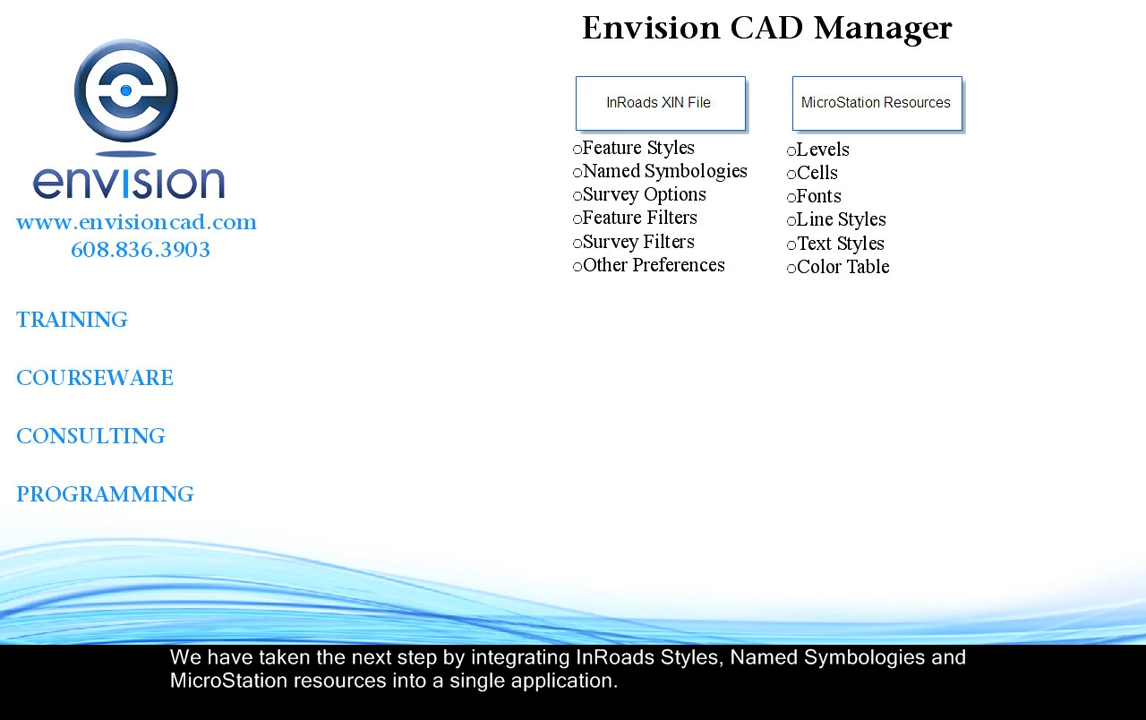 Envision CAD Manager
envision
www.envisioncad.com
608.836.3903
TRAINING
COURSEWARE
CONSULTING
PROGRAMMING
InRoads XIN File
○Feature Styles
○Named Symbologies
○Survey Options
○Feature Filters
○Survey Filters
○Other Preferences
MicroStation Resources
○Levels
○Cells
○Fonts
○Line Styles
○Text Styles
○Color Table
We have taken the next step by integrating InRoads Styles, Named Symbologies and
MicroStation resources into a single application.